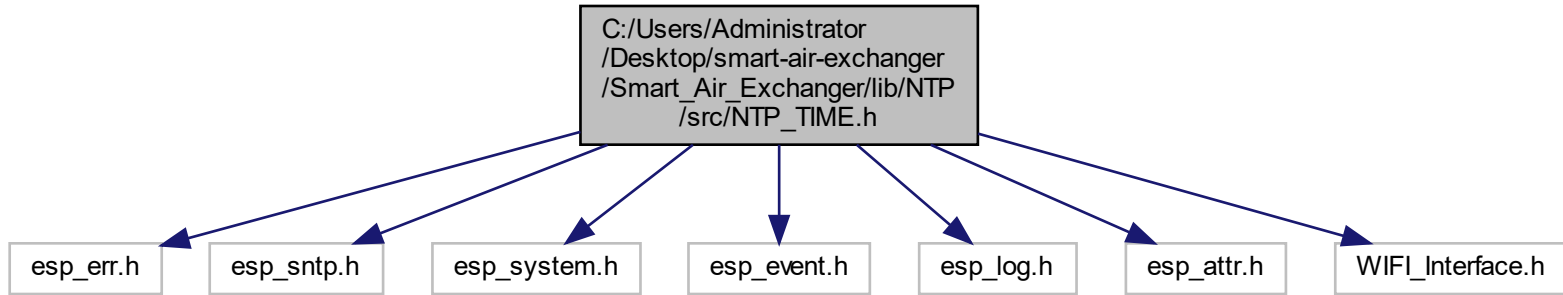 C:/Users/Administrator
/Desktop/smart-air-exchanger
/Smart_Air_Exchanger/lib/NTP
/src/NTP_TIME.h
esp_err.h
esp_sntp.h
esp_system.h
esp_event.h
esp_log.h
esp_attr.h
WIFI_Interface.h